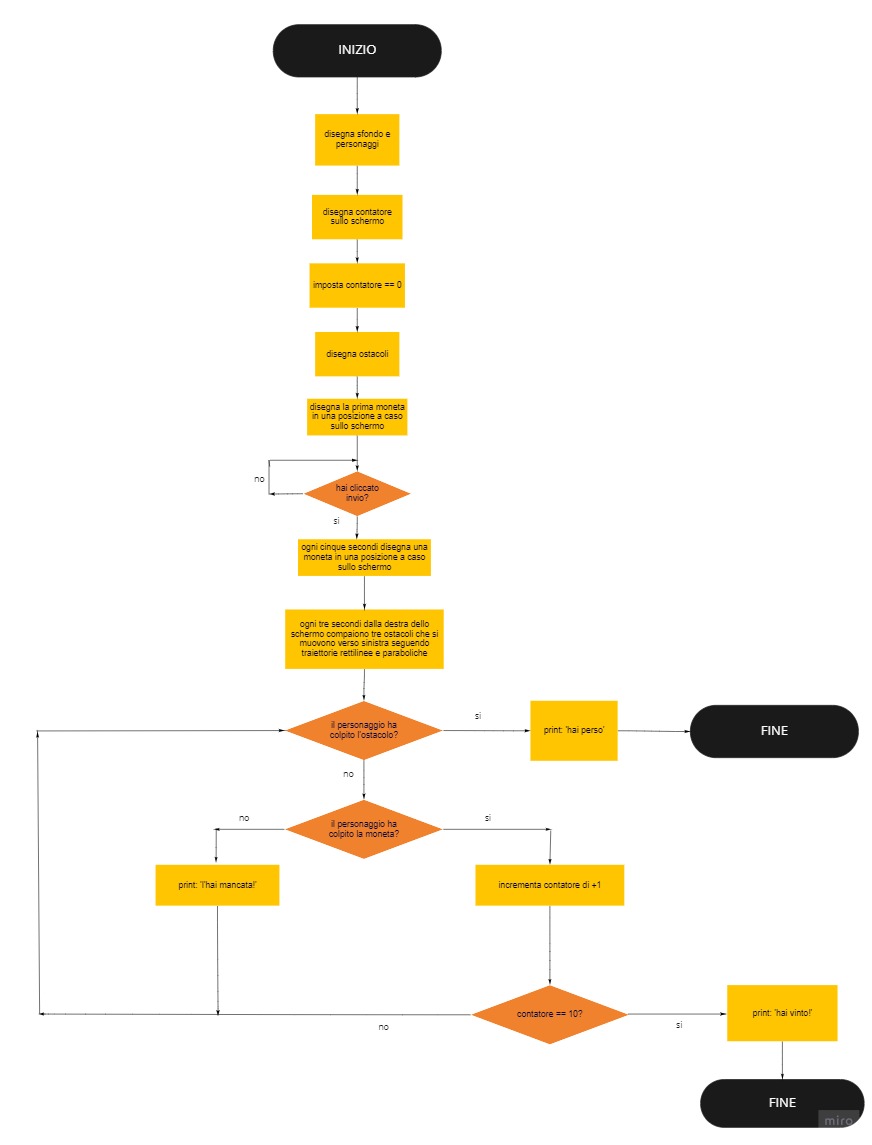 INIZIO
disegna sfondo e
personaggi
disegna contatore
sullo schermo
imposta contatore == 0
disegna ostacoli
disegna la prima moneta
in una posizione a caso
sullo schermo
no
hai cliccato
invio?
si
ogni cinque secondi disegna una
moneta in una posizione a caso
sullo schermo
ogni tre secondi dalla destra dello
schermo compaiono tre ostacoli che si
muovono verso sinistra seguendo
traiettorie rettilinee e paraboliche
il personaggio ha
colpito l'ostacolo?
si
print: 'hai perso'
FINE
no
il personaggio ha
colpito la moneta?
no
si
print: 'l'hai mancata!'
incrementa contatore di +1
contatore == 10?
no
si
print: 'hai vinto!'
FINE
miro